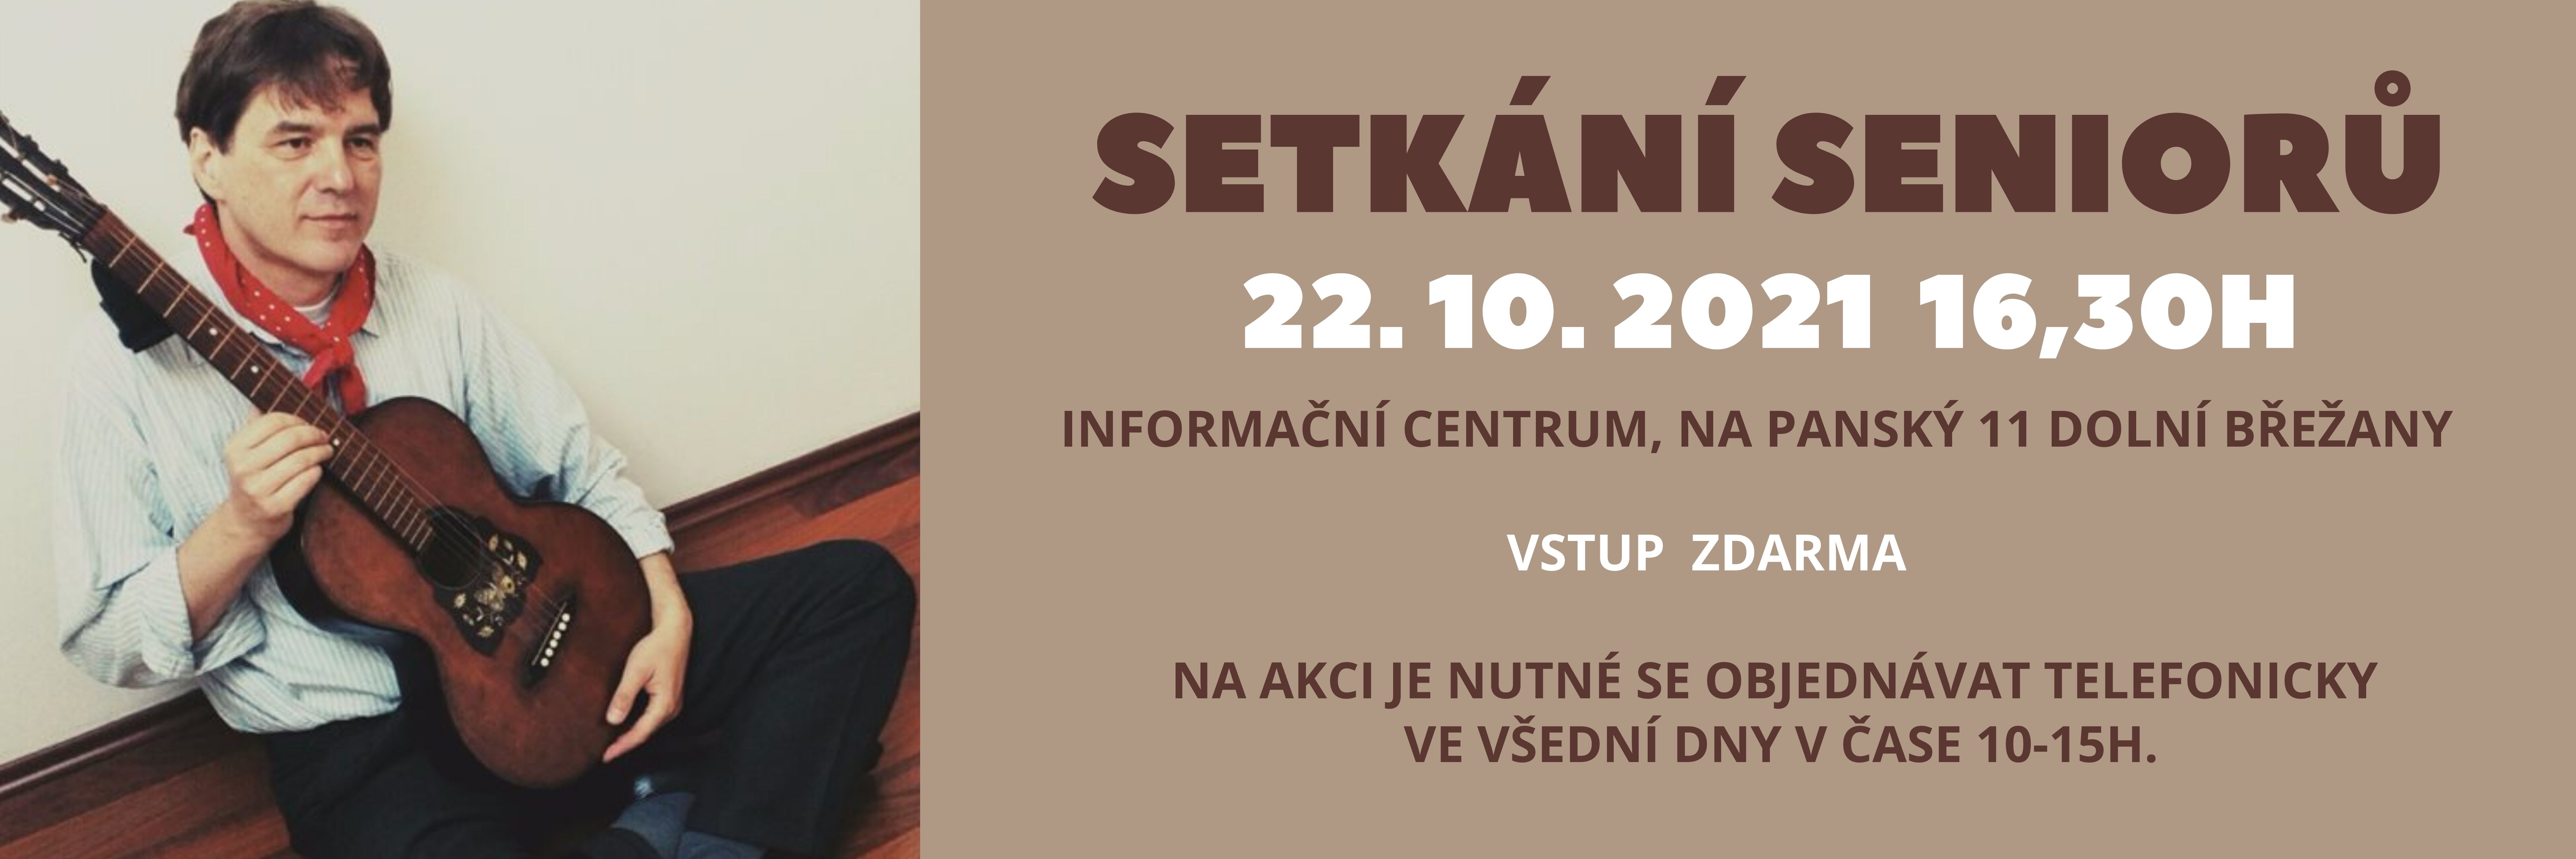 SETKÁNÍ SENIORŮ
22. 10. 2021 16,30H
INFORMAČNÍ CENTRUM, NA PANSKÝ 11 DOLNÍ BŘEŽANY
VSTUP ZDARMA
NA AKCI JE NUTNÉ SE OBJEDNÁVAT TELEFONICKY
VE VŠEDNÍ DNY V ČASE 10-15H.